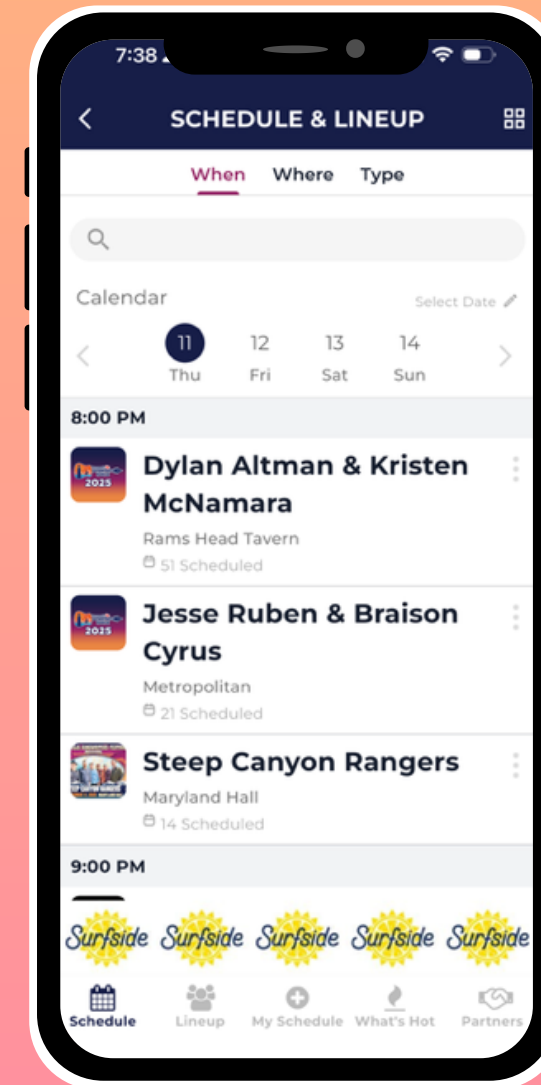 7:38
SCHEDULE & LINEUP
When Where Type
Calendar
Select Date
11 12 13 14
Thu Fri Sat Sun
8:00 PM
2025
Dylan Altman & Kristen
McNamara
Rams Head Tavern
51 Scheduled
2025
Jesse Ruben & Braison
Cyrus
Metropolitan
21 Scheduled
Steep Canyon Rangers
Maryland Hall
14 Scheduled
9:00 PM
Surfside Surfside Surfside Surfside Surfside
Schedule Lineup My Schedule What's Hot Partners